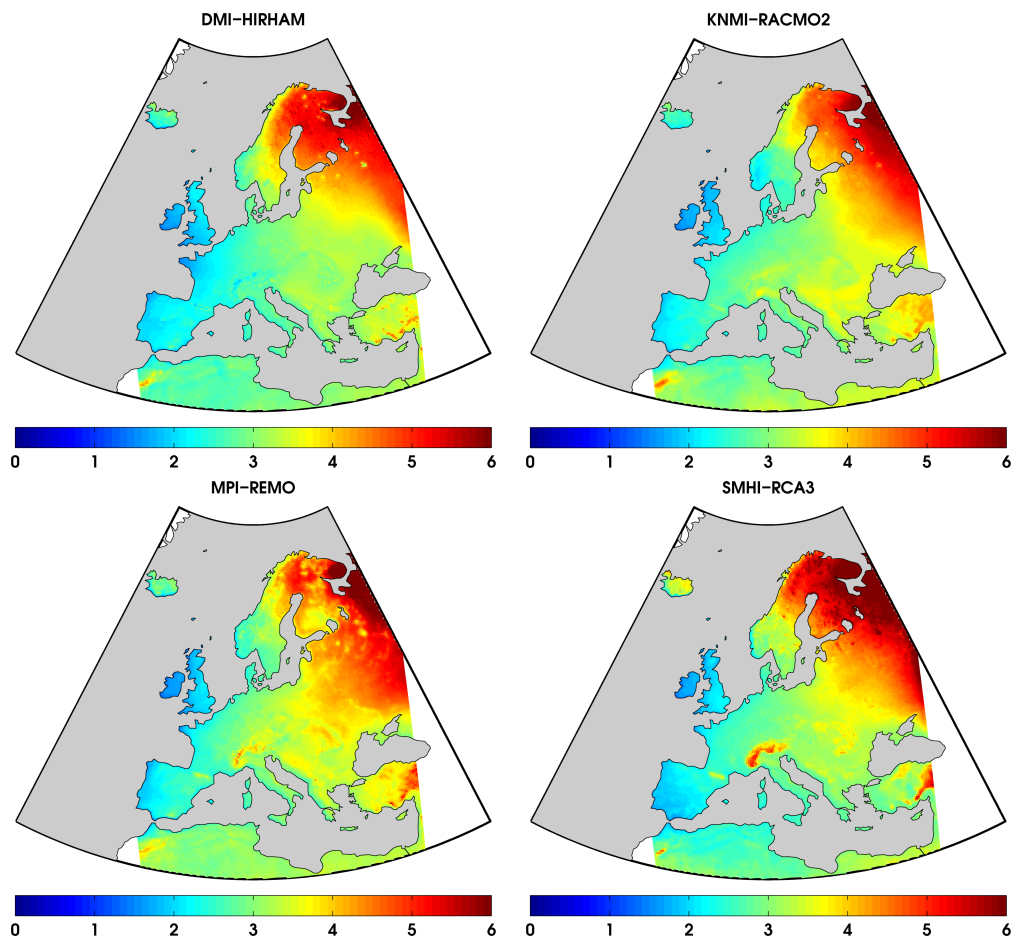 DMI-HIRHAM
KNMI-RACMO2
0 1 2 3 4 5 6
0 1 2 3 4 5 6
MPI-REMO
SMHI-RCA3
0 1 2 3 4 5 6
0 1 2 3 4 5 6